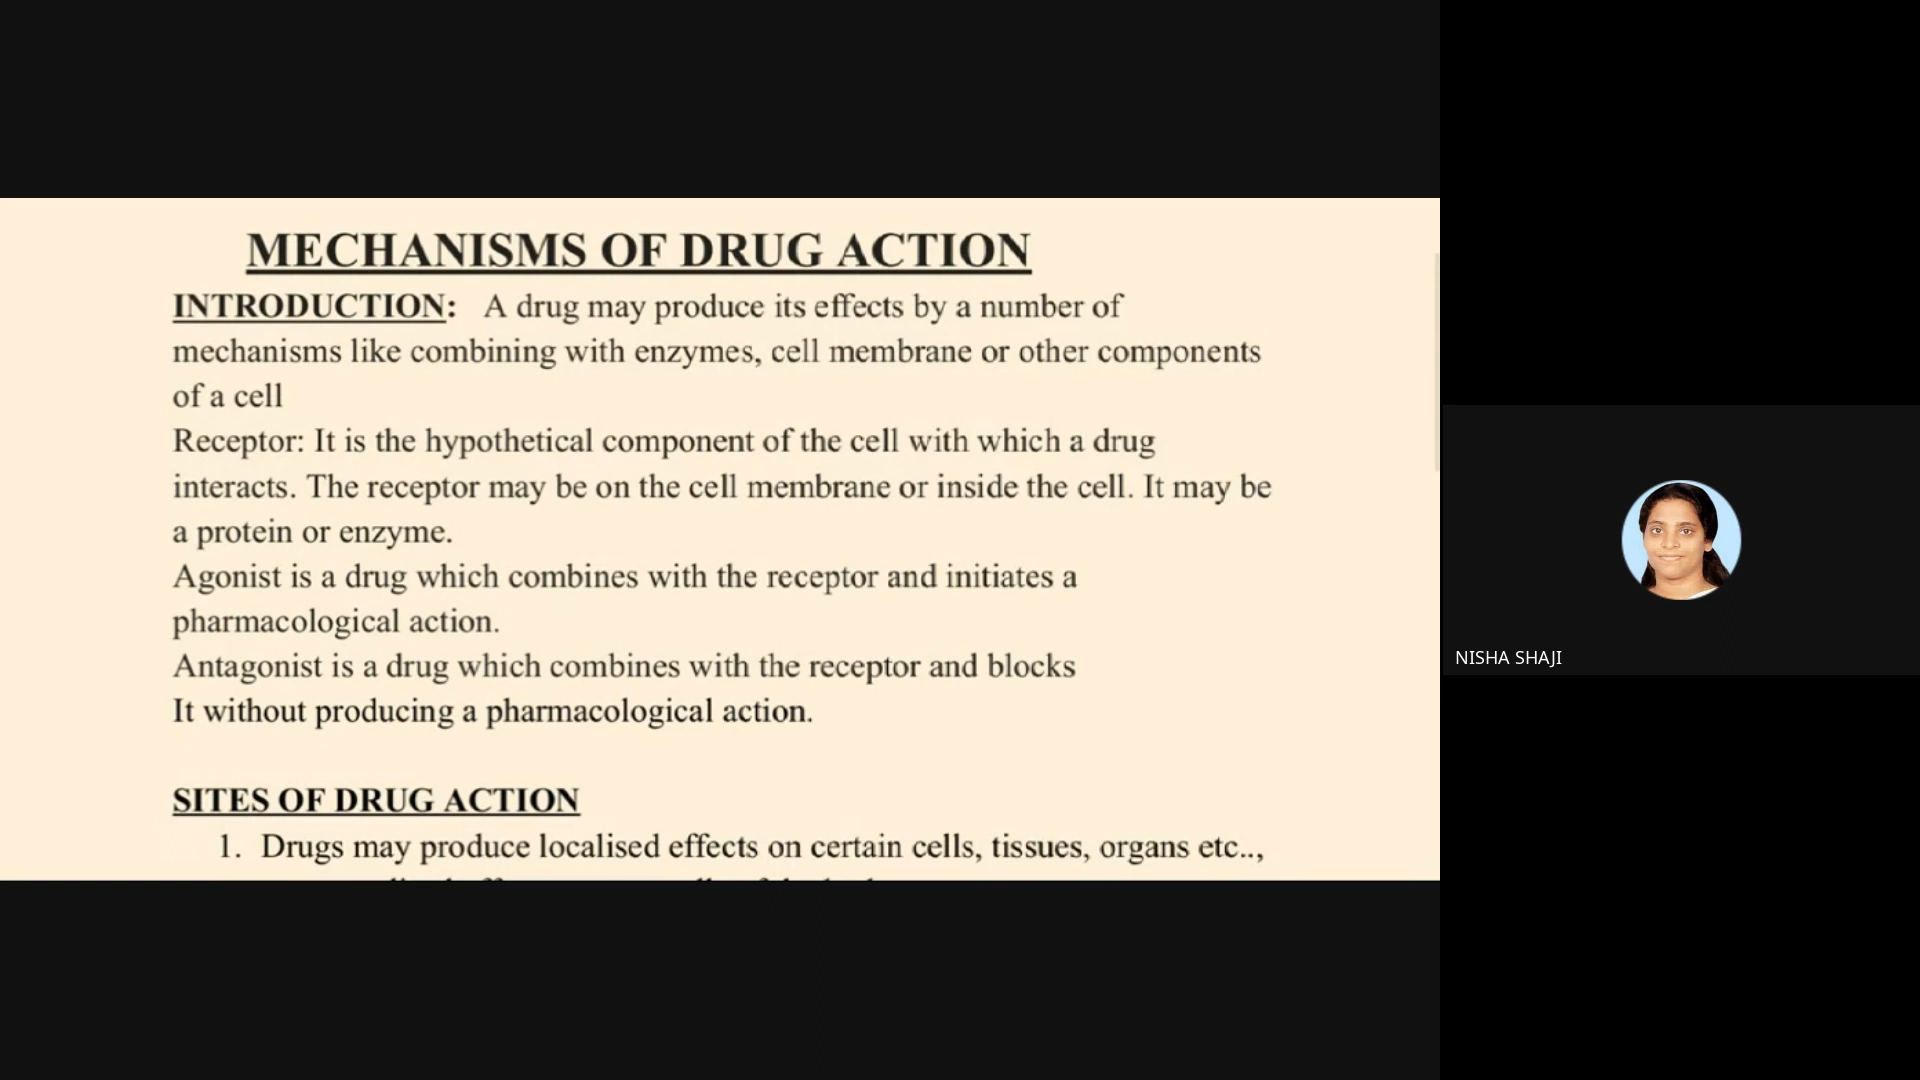 MECHANISMS OF DRUG ACTION
INTRODUCTION: A drug may produce its effects by a number of
mechanisms like combining with enzymes, cell membrane or other components
of a cell
Receptor: It is the hypothetical component of the cell with which a drug
interacts. The receptor may be on the cell membrane or inside the cell. It may be
a protein or enzyme.
Agonist is a drug which combines with the receptor and initiates a
pharmacological action.
Antagonist is a drug which combines with the receptor and blocks
It without producing a pharmacological action.
SITES OF DRUG ACTION
1. Drugs may produce localised effects on certain cells, tissues, organs etc..,
NISHA SHAJI